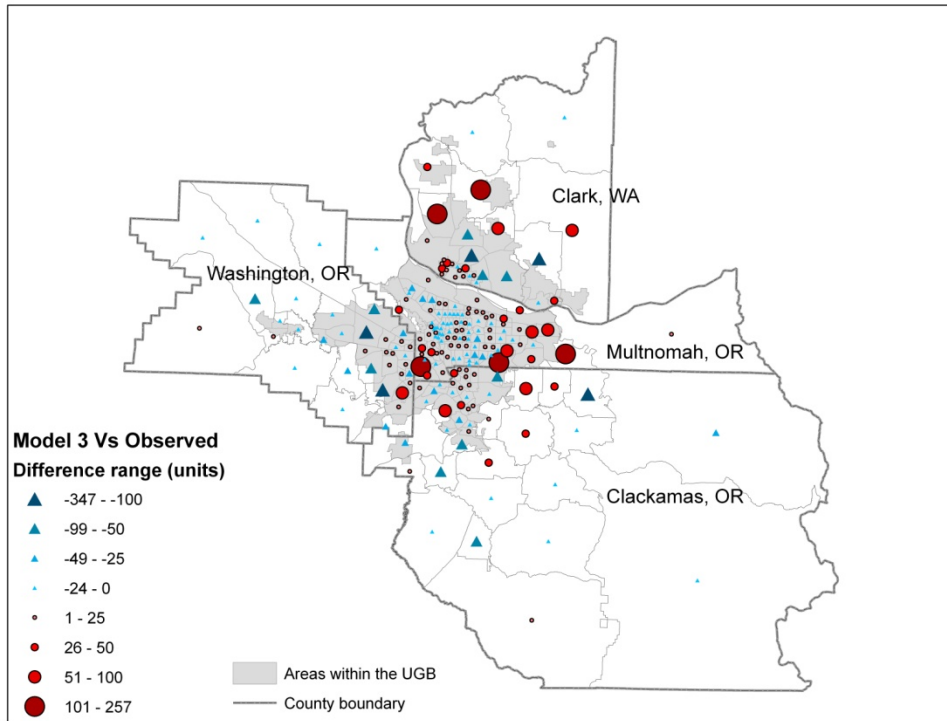 Clark, WA
Washington, OR
Multnomah, OR
Clackamas, OR
Model 3 Vs Observed
Difference range (units)
-347 - -100
-99 - -50
-49 - -25
-24 - 0
1 - 25
26 - 50
51 - 100
101 - 257
Areas within the UGB
County boundary